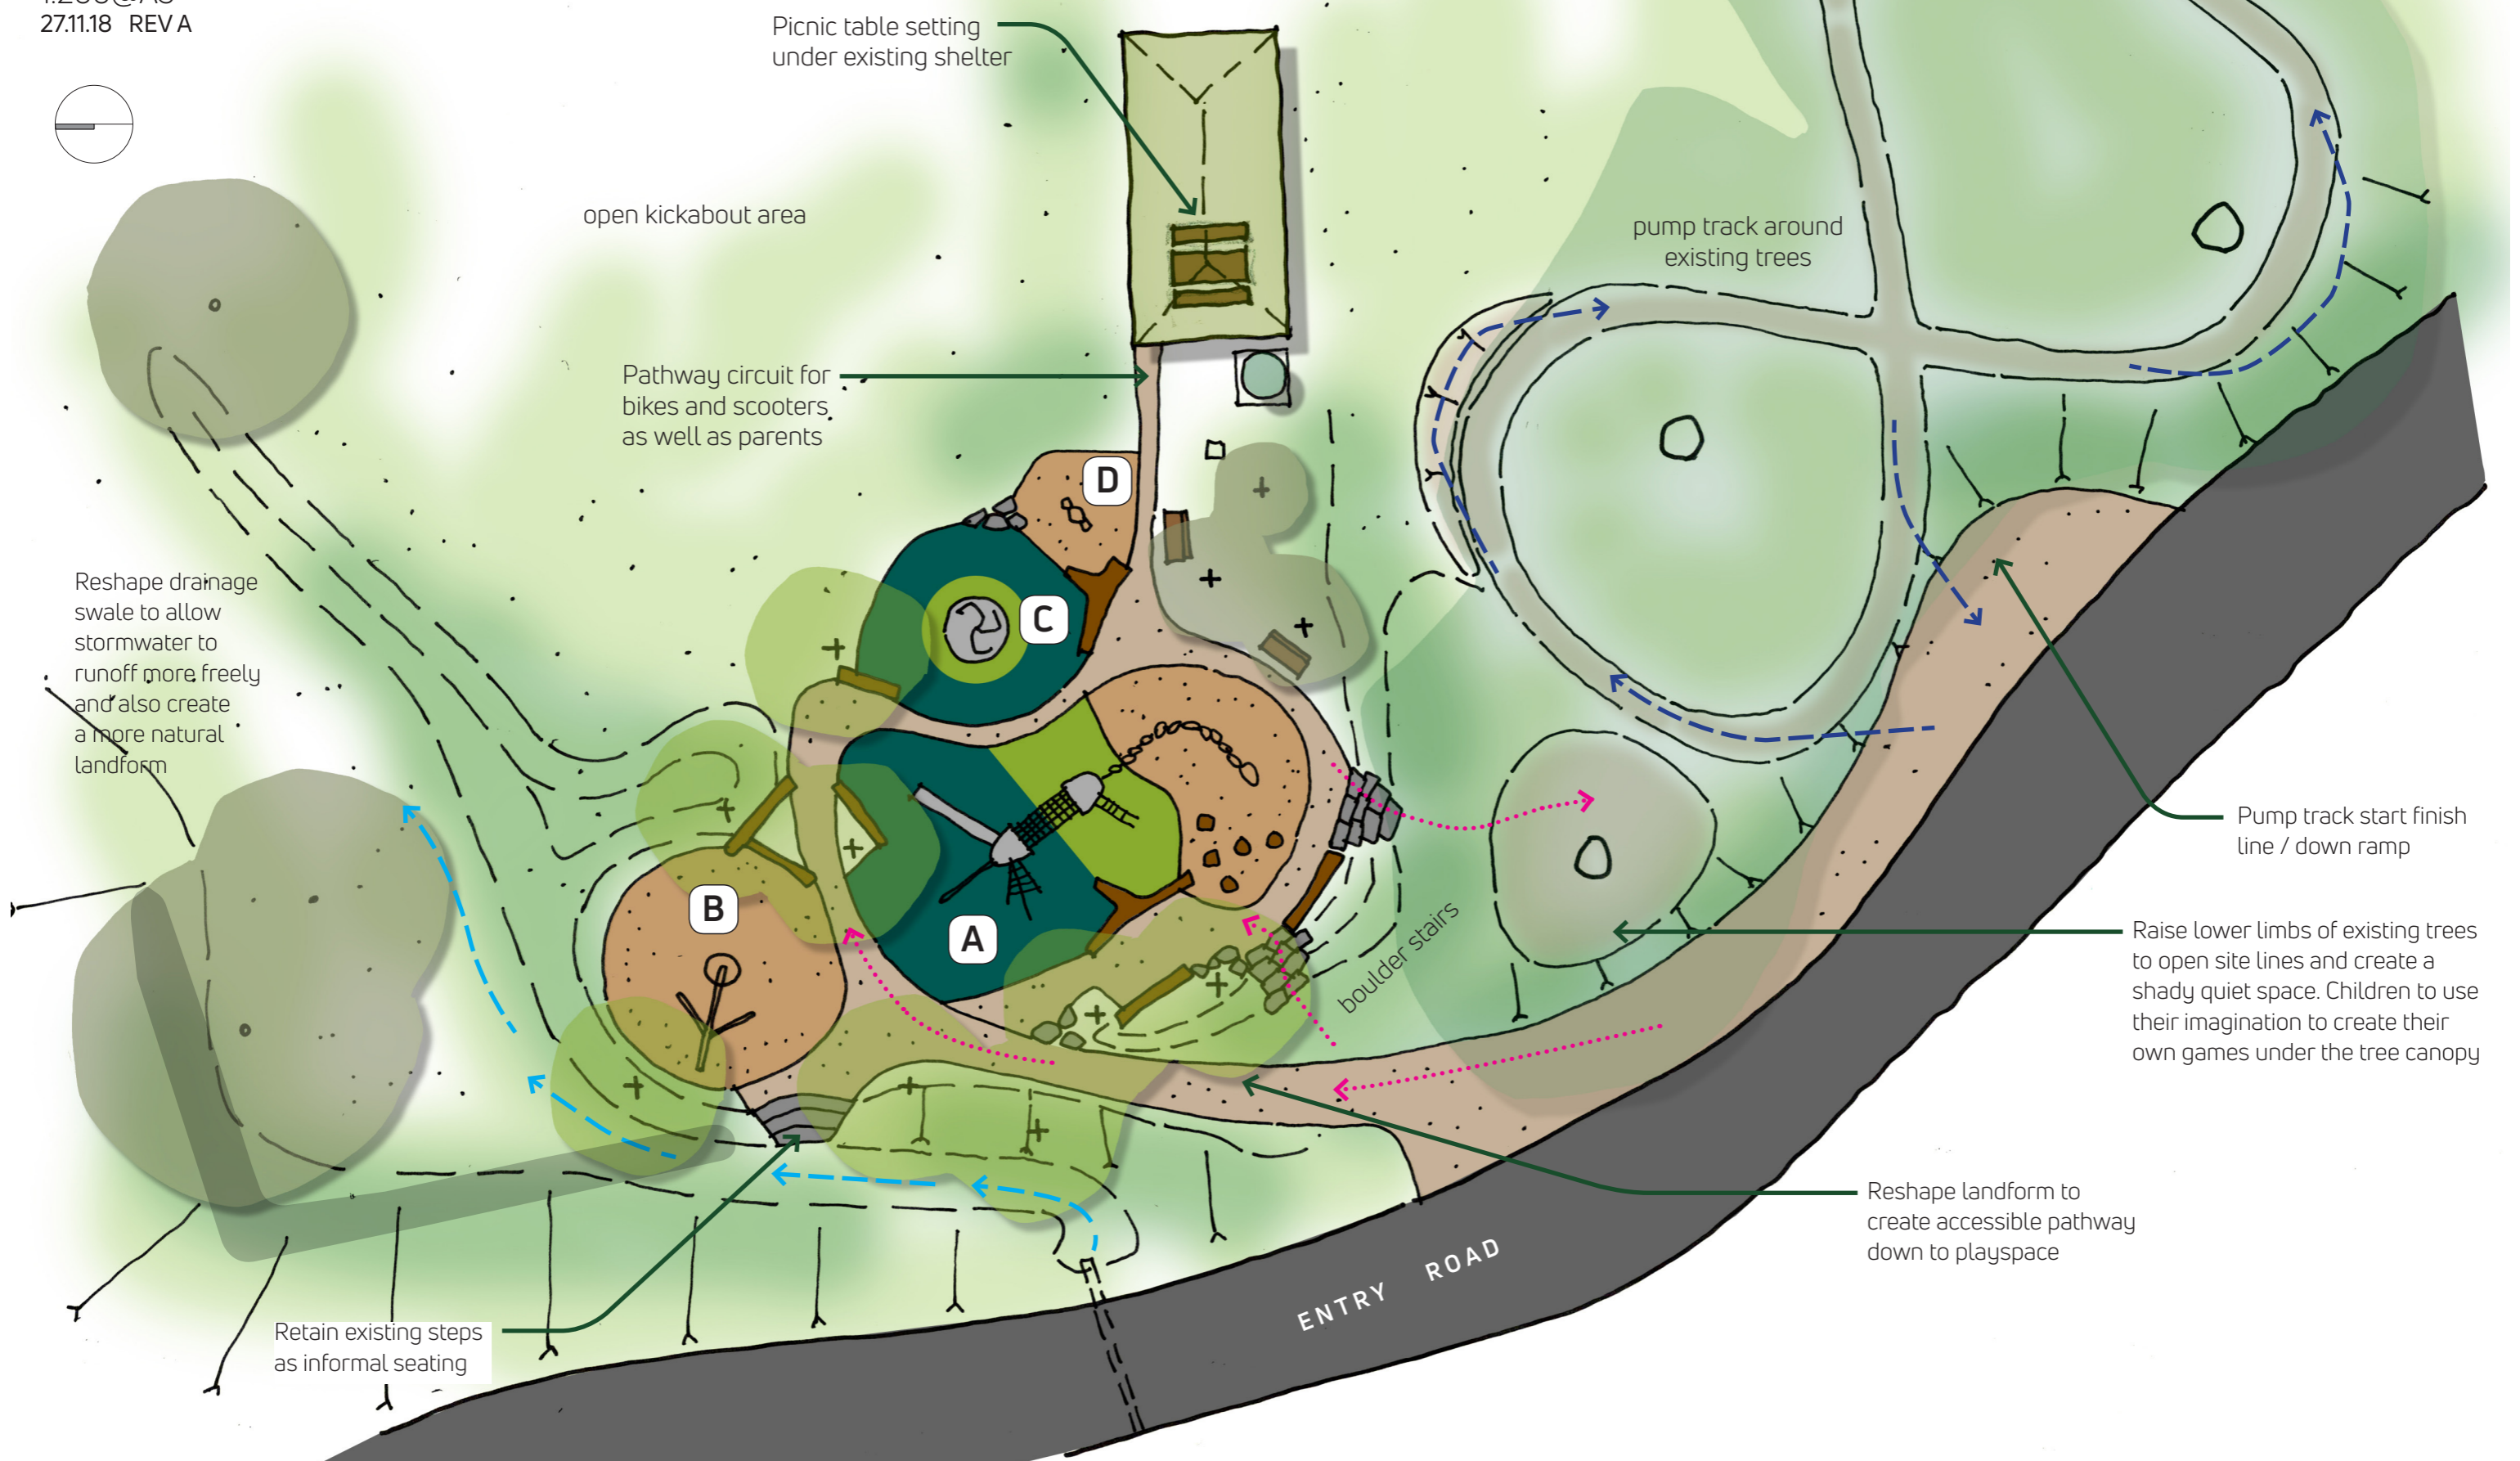 27.11.18 REV A
Picnic table setting
under existing shelter
open kickabout area
pump track around
existing trees
Pathway circuit for
bikes and scooters
as well as parents
D
C
Reshape drainage
swale to allow
stormwater to
runoff more freely
and also create
a more natural
landform
B
A
boulder stairs
Pump track start finish
line / down ramp
Raise lower limbs of existing trees
to open site lines and create a
shady quiet space. Children to use
their imagination to create their
own games under the tree canopy
Reshape landform to
create accessible pathway
down to playspace
ENTRY ROAD
Retain existing steps
as informal seating